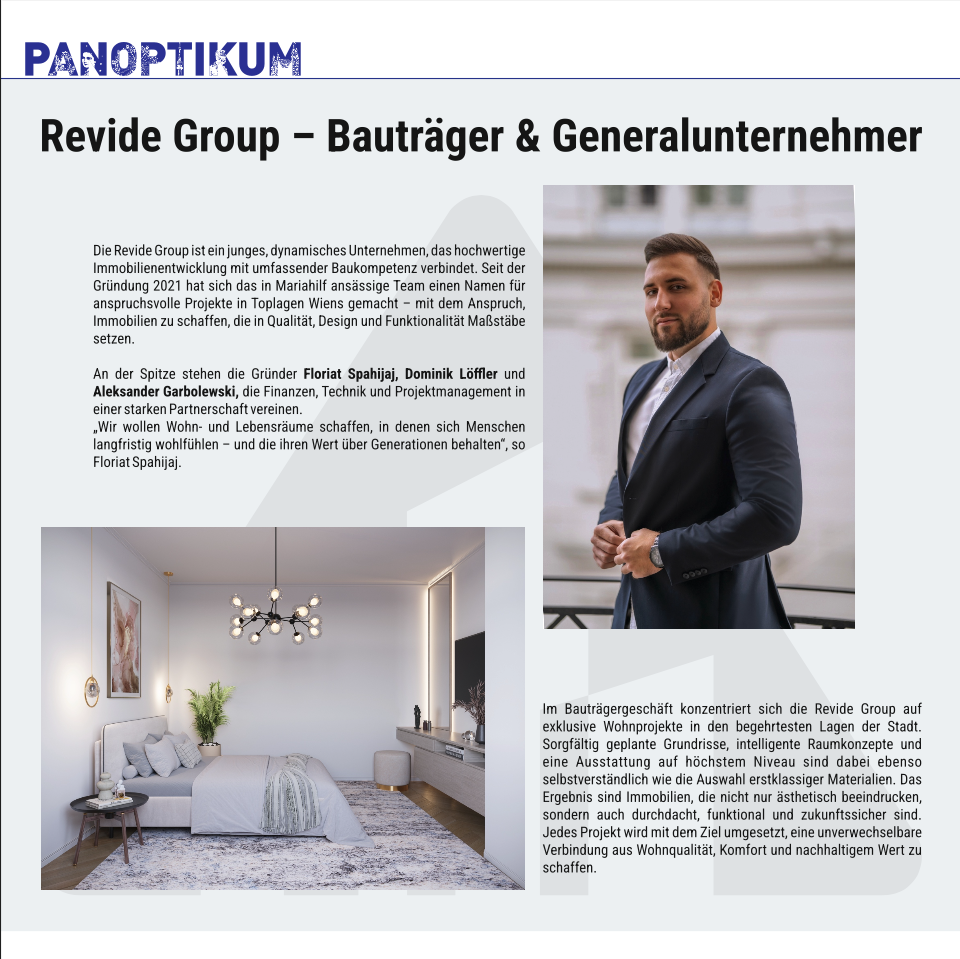 PANOPTIKUM
Revide Group – Bauträger & Generalunternehmer
Die Revide Group ist ein junges, dynamisches Unternehmen, das hochwertige
Immobilienentwicklung mit umfassender Baukompetenz verbindet. Seit der
Gründung 2021 hat sich das in Mariahilf ansässige Team einen Namen für
anspruchsvolle Projekte in Toplagen Wiens gemacht – mit dem Anspruch,
Immobilien zu schaffen, die in Qualität, Design und Funktionalität Maßstäbe
setzen.
An der Spitze stehen die Gründer Floriat Spahijaj, Dominik Löffler und
Aleksander Garbolewski, die Finanzen, Technik und Projektmanagement in
einer starken Partnerschaft vereinen.
„Wir wollen Wohn- und Lebensräume schaffen, in denen sich Menschen
langfristig wohlfühlen – und die ihren Wert über Generationen behalten“, so
Floriat Spahijaj.
Im Bauträgergeschäft konzentriert sich die Revide Group auf
exklusive Wohnprojekte in den begehrtesten Lagen der Stadt.
Sorgfältig geplante Grundrisse, intelligente Raumkonzepte und
eine Ausstattung auf höchstem Niveau sind dabei ebenso
selbstverständlich wie die Auswahl erstklassiger Materialien. Das
Ergebnis sind Immobilien, die nicht nur ästhetisch beeindrucken,
sondern auch durchdacht, funktional und zukunftssicher sind.
Jedes Projekt wird mit dem Ziel umgesetzt, eine unverwechselbare
Verbindung aus Wohnqualität, Komfort und nachhaltigem Wert zu
schaffen.